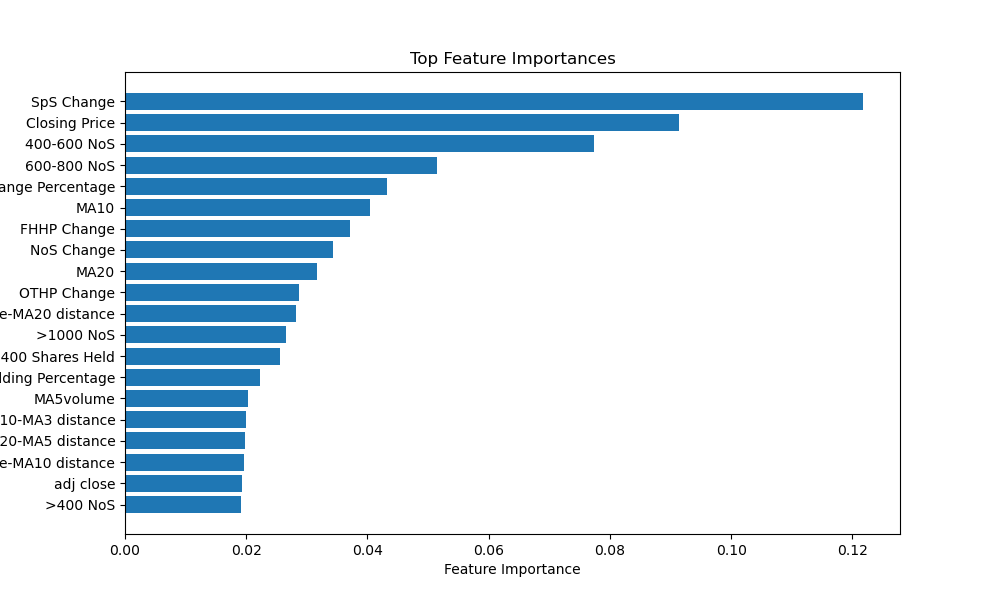 Top Feature Importances
SpS Change
Closing Price
400-600 NoS
600-800 NoS
ange Percentage
MA10
FHHP Change
NoS Change
MA20
OTHP Change
e-MA20 distance
>1000 NoS
400 Shares Held
lding Percentage
MA5volume
10-MA3 distance
20-MA5 distance
e-MA10 distance
adj close
>400 NoS
0.00 0.02 0.04 0.06 0.08 0.10 0.12
Feature Importance